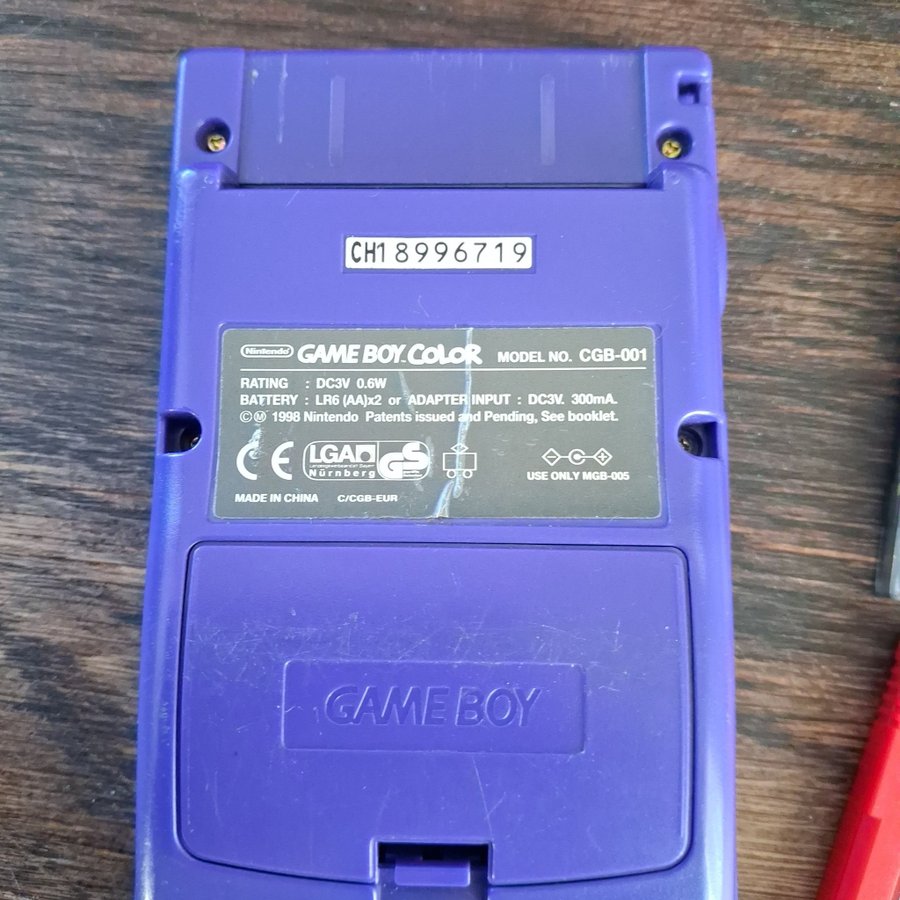 CH18996719
Nintendo GAME BOY COLOR MODEL NO. CGB-001
RATING : DC3V 0.6W
BATTERY : LR6 (AA)x2 or ADAPTER INPUT : DC3V. 300mA.
©Ⓜ 1998 Nintendo Patents issued and Pending, See booklet.
CE LGA GS
Nürnberg
USE ONLY MGB-005
MADE IN CHINA C/CGB-EUR
GAME BOY